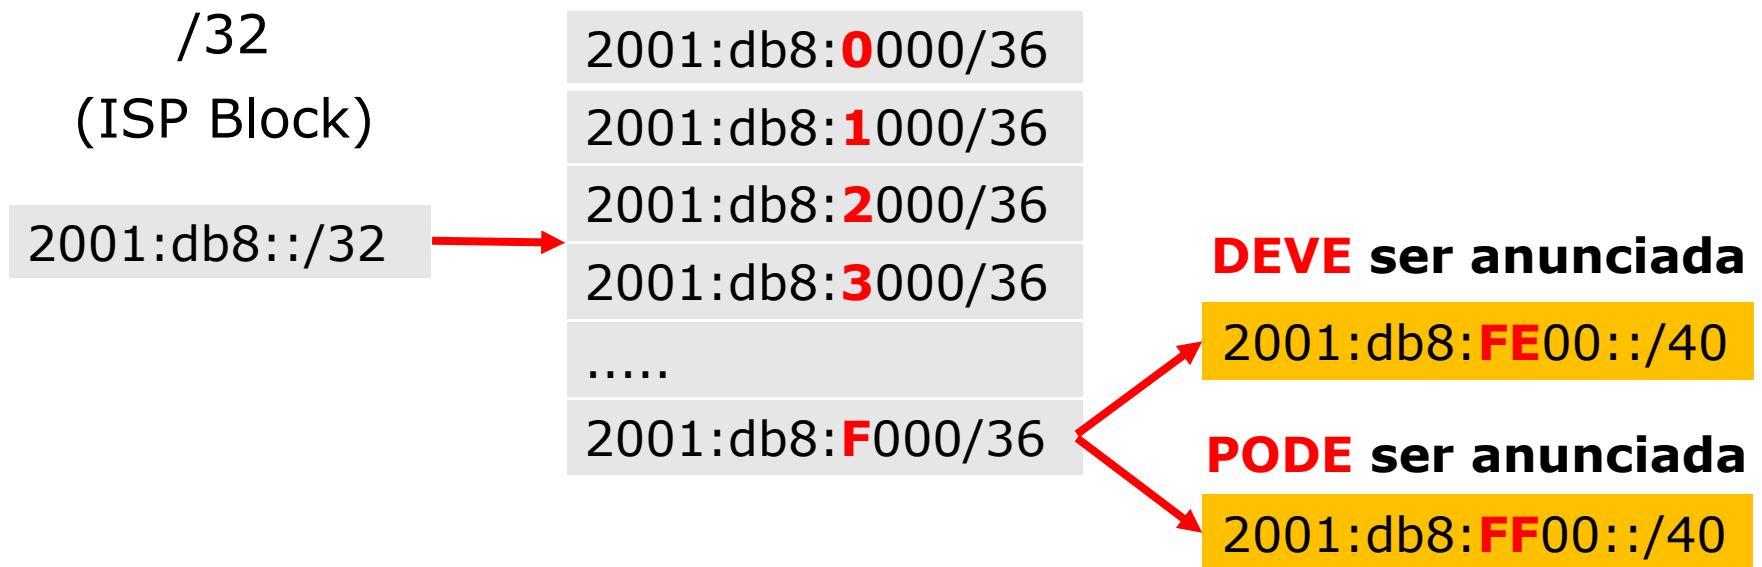 /32
(ISP Block)
2001:db8::/32
2001:db8:0000/36
2001:db8:1000/36
2001:db8:2000/36
2001:db8:3000/36
.....
2001:db8:F000/36
DEVE ser anunciada
2001:db8:FE00::/40
PODE ser anunciada
2001:db8:FF00::/40